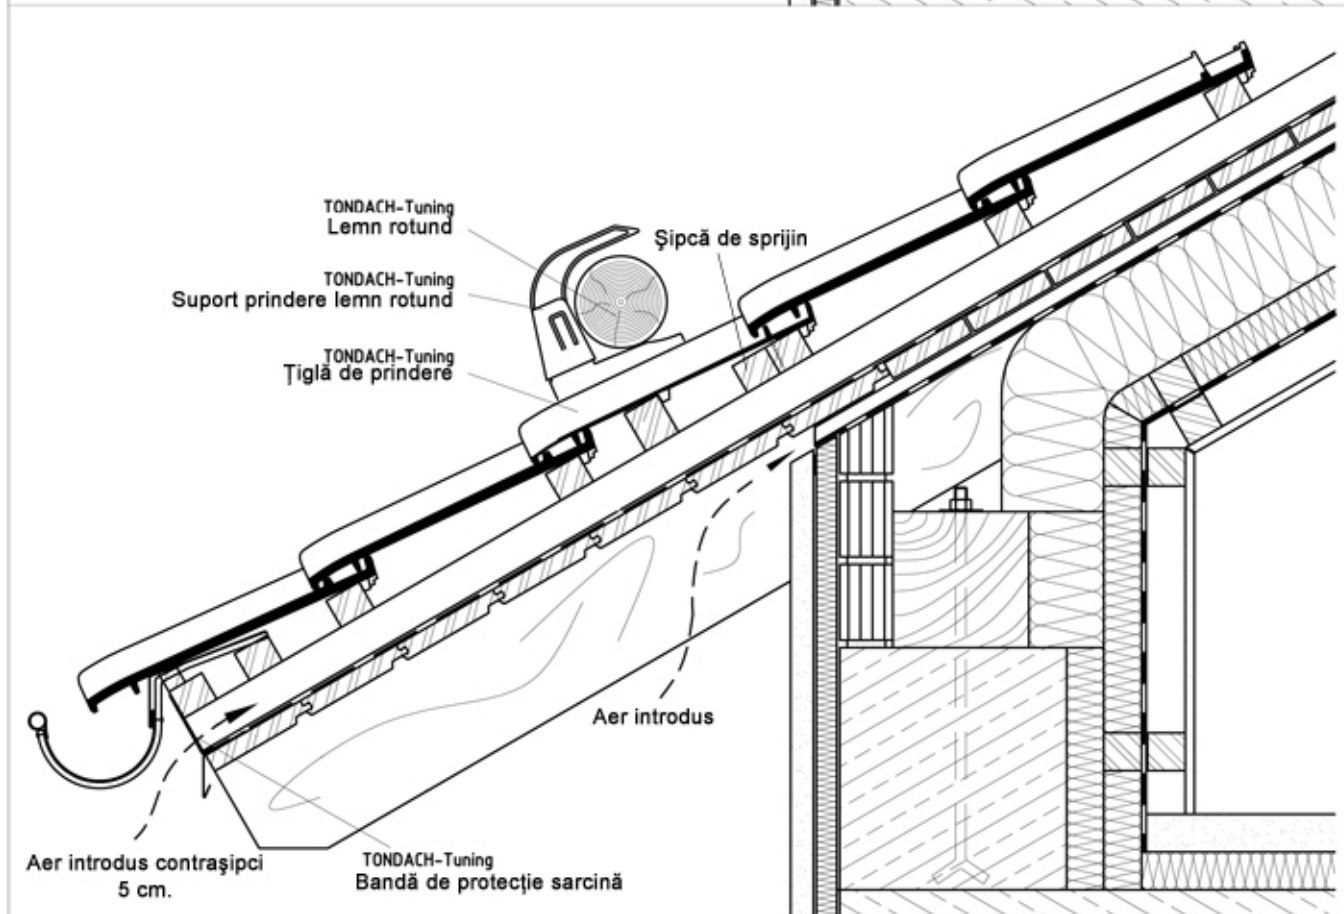 TONDACH-Tuning
Lemn rotund
Şipcă de sprijin
TONDACH-Tuning
Suport prindere lemn rotund
TONDACH-Tuning
Ţiglă de prindere
Aer introdus
Aer introdus contraşipci
5 cm.
TONDACH-Tuning
Bandă de protecţie sarcină